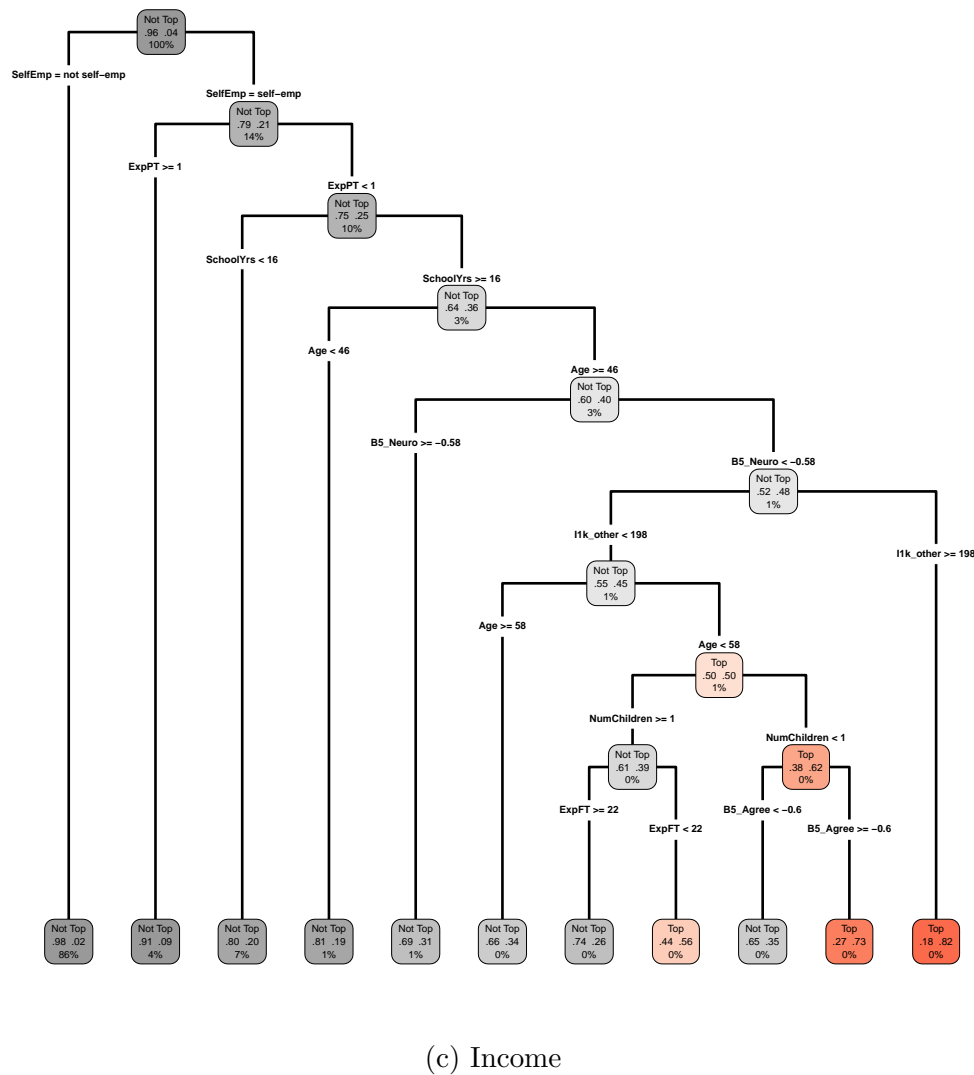 Not Top
.96 .04
100%
SelfEmp = not self−emp
SelfEmp = self−emp
Not Top
.79 .21
14%
ExpPT >= 1
ExpPT < 1
Not Top
.75 .25
10%
SchoolYrs < 16
SchoolYrs >= 16
Not Top
.64 .36
3%
Age < 46
Age >= 46
Not Top
.60 .40
3%
B5_Neuro >= −0.58
B5_Neuro < −0.58
Not Top
.52 .48
1%
I1k_other < 198
I1k_other >= 198
Not Top
.55 .45
1%
Age >= 58
Age < 58
Top
.50 .50
1%
NumChildren >= 1
NumChildren < 1
Not Top
.61 .39
0%
Top
.38 .62
0%
ExpFT >= 22
ExpFT < 22
B5_Agree < −0.6
B5_Agree >= −0.6
Not Top
.98 .02
86%
Not Top
.91 .09
4%
Not Top
.80 .20
7%
Not Top
.81 .19
1%
Not Top
.69 .31
1%
Not Top
.66 .34
0%
Not Top
.74 .26
0%
Top
.44 .56
0%
Not Top
.65 .35
0%
Top
.27 .73
0%
Top
.18 .82
0%
(c) Income